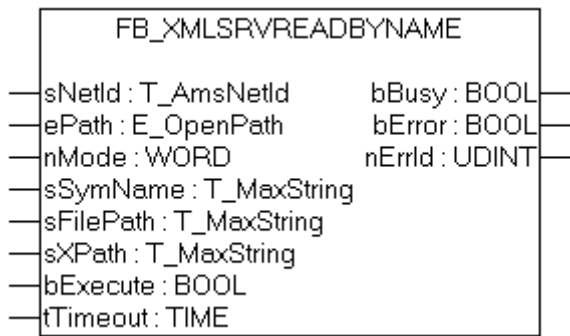 FB_XMLSRVREADBYNAME
sNetId : T_AmsNetId bBusy : BOOL
ePath : E_OpenPath bError : BOOL
nMode : WORD nErrId : UDINT
sSymName : T_MaxString
sFilePath : T_MaxString
sXPath : T_MaxString
bExecute : BOOL
tTimeout : TIME